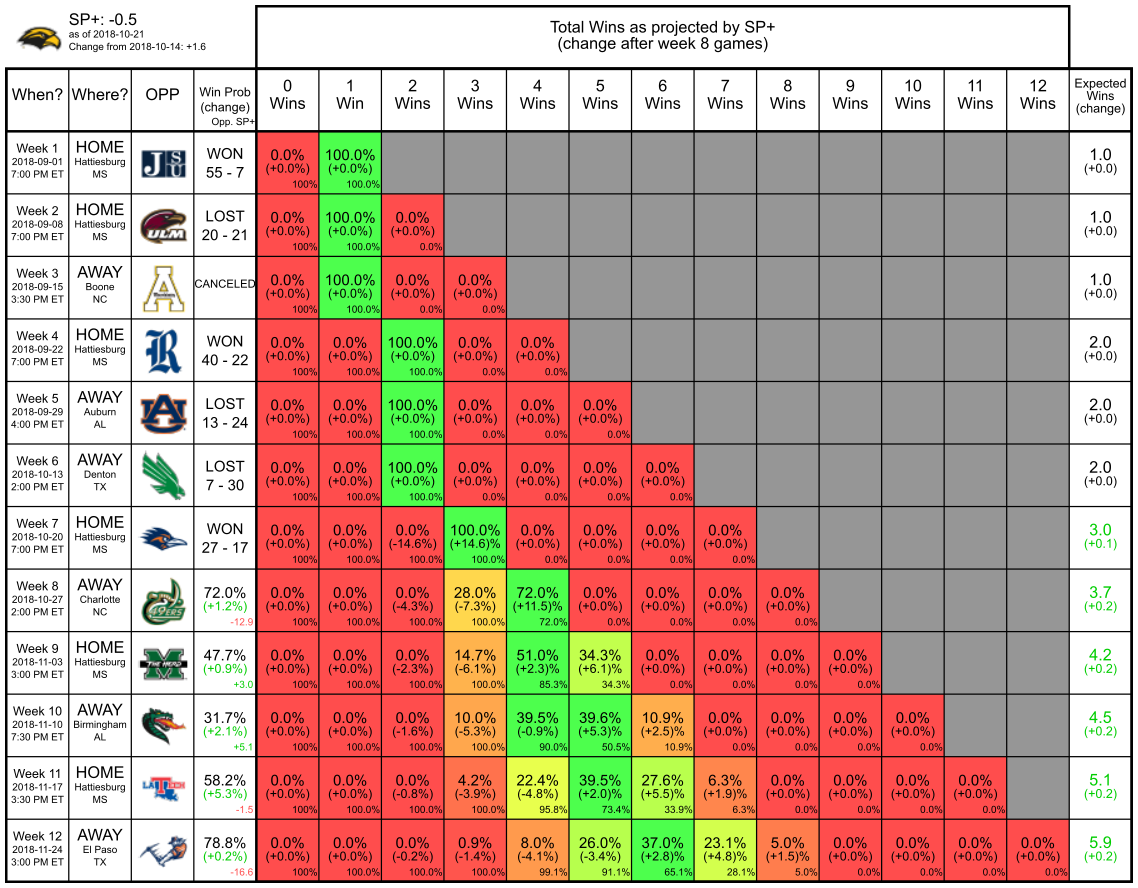 SP+: -0.5
as of 2018-10-21
Change from 2018-10-14: +1.6
Total Wins as projected by SP+
(change after week 8 games)
When? Where? OPP Win Prob (change) Opp. SP+ 0 Wins 1 Win 2 Wins 3 Wins 4 Wins 5 Wins 6 Wins 7 Wins 8 Wins 9 Wins 10 Wins 11 Wins 12 Wins Expected Wins (change)
Week 1 HOME WON 0.0% 100.0% 1.0
2018-09-01 Hattiesburg JSU (+0.0%) (+0.0%) (+0.0)
7:00 PM ET MS 55 - 7 100% 100.0%
Week 2 HOME LOST 0.0% 100.0% 0.0% 1.0
2018-09-08 Hattiesburg ULM (+0.0%) (+0.0%) (+0.0%) (+0.0)
7:00 PM ET MS 20 - 21 100% 100.0% 0.0%
Week 3 AWAY 0.0% 100.0% 0.0% 0.0% 1.0
2018-09-15 Boone A CANCELED (+0.0%) (+0.0%) (+0.0%) (+0.0%) (+0.0)
3:30 PM ET NC 100% 100.0% 0.0% 0.0%
Week 4 HOME WON 0.0% 0.0% 100.0% 0.0% 0.0% 2.0
2018-09-22 Hattiesburg R (+0.0%) (+0.0%) (+0.0%) (+0.0%) (+0.0%) (+0.0)
7:00 PM ET MS 40 - 22 100% 100.0% 100.0% 0.0% 0.0%
Week 5 AWAY LOST 0.0% 0.0% 100.0% 0.0% 0.0% 0.0% 2.0
2018-09-29 Auburn AU (+0.0%) (+0.0%) (+0.0%) (+0.0%) (+0.0%) (+0.0%) (+0.0)
4:00 PM ET AL 13 - 24 100% 100.0% 100.0% 0.0% 0.0% 0.0%
Week 6 AWAY LOST 0.0% 0.0% 100.0% 0.0% 0.0% 0.0% 0.0% 2.0
2018-10-13 Denton (+0.0%) (+0.0%) (+0.0%) (+0.0%) (+0.0%) (+0.0%) (+0.0%) (+0.0)
2:00 PM ET TX 7 - 30 100% 100.0% 100.0% 0.0% 0.0% 0.0% 0.0%
Week 7 HOME WON 0.0% 0.0% 0.0% 100.0% 0.0% 0.0% 0.0% 0.0% 3.0
2018-10-20 Hattiesburg (+0.0%) (+0.0%) (-14.6%) (+14.6)% (+0.0%) (+0.0%) (+0.0%) (+0.0%) (+0.1)
7:00 PM ET MS 27 - 17 100% 100.0% 100.0% 100.0% 0.0% 0.0% 0.0% 0.0%
Week 8 AWAY 72.0% 0.0% 0.0% 0.0% 28.0% 72.0% 0.0% 0.0% 0.0% 0.0% 3.7
2018-10-27 Charlotte 49ERS (+1.2%) (+0.0%) (+0.0%) (-4.3%) (-7.3%) (+11.5)% (+0.0%) (+0.0%) (+0.0%) (+0.0%) (+0.2)
2:00 PM ET NC -12.9 100% 100.0% 100.0% 100.0% 72.0% 0.0% 0.0% 0.0% 0.0%
Week 9 HOME 47.7% 0.0% 0.0% 0.0% 14.7% 51.0% 34.3% 0.0% 0.0% 0.0% 0.0% 4.2
2018-11-03 Hattiesburg M THE HERD (+0.9%) (+0.0%) (+0.0%) (-2.3%) (-6.1%) (+2.3)% (+6.1)% (+0.0%) (+0.0%) (+0.0%) (+0.0%) (+0.2)
3:00 PM ET MS +3.0 100% 100.0% 100.0% 100.0% 85.3% 34.3% 0.0% 0.0% 0.0% 0.0%
Week 10 AWAY 31.7% 0.0% 0.0% 0.0% 10.0% 39.5% 39.6% 10.9% 0.0% 0.0% 0.0% 0.0% 4.5
2018-11-10 Birmingham (+2.1%) (+0.0%) (+0.0%) (-1.6%) (-5.3%) (-0.9%) (+5.3)% (+2.5)% (+0.0%) (+0.0%) (+0.0%) (+0.0%) (+0.2)
7:30 PM ET AL +5.1 100% 100.0% 100.0% 100.0% 90.0% 50.5% 10.9% 0.0% 0.0% 0.0% 0.0%
Week 11 HOME 58.2% 0.0% 0.0% 0.0% 4.2% 22.4% 39.5% 27.6% 6.3% 0.0% 0.0% 0.0% 0.0% 5.1
2018-11-17 Hattiesburg LA TECH (+5.3%) (+0.0%) (+0.0%) (-0.8%) (-3.9%) (-4.8%) (+2.0)% (+5.5)% (+1.9)% (+0.0%) (+0.0%) (+0.0%) (+0.0%) (+0.2)
3:30 PM ET MS -1.5 100% 100.0% 100.0% 100.0% 95.8% 73.4% 33.9% 6.3% 0.0% 0.0% 0.0% 0.0%
Week 12 AWAY 78.8% 0.0% 0.0% 0.0% 0.9% 8.0% 26.0% 37.0% 23.1% 5.0% 0.0% 0.0% 0.0% 0.0% 5.9
2018-11-24 El Paso (+0.2%) (+0.0%) (+0.0%) (-0.2%) (-1.4%) (-4.1%) (-3.4%) (+2.8)% (+4.8)% (+1.5)% (+0.0%) (+0.0%) (+0.0%) (+0.0%) (+0.2)
3:00 PM ET TX -16.6 100% 100.0% 100.0% 100.0% 99.1% 91.1% 65.1% 28.1% 5.0% 0.0% 0.0% 0.0% 0.0%